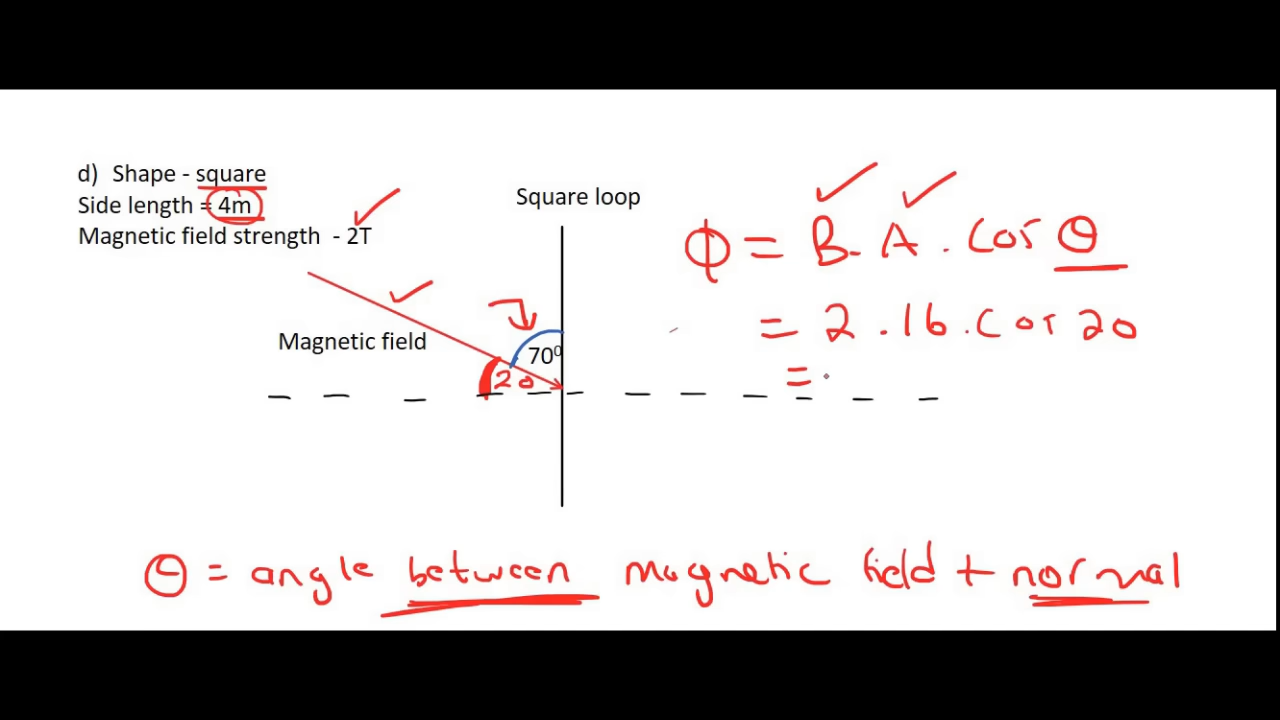 d) Shape - square
Side length = 4m
Magnetic field strength - 2T
Square loop
Φ = B. A . cos θ
= 2 . 16 . cos 20
=
Magnetic field
70⁰
20
θ = angle between magnetic field + normal